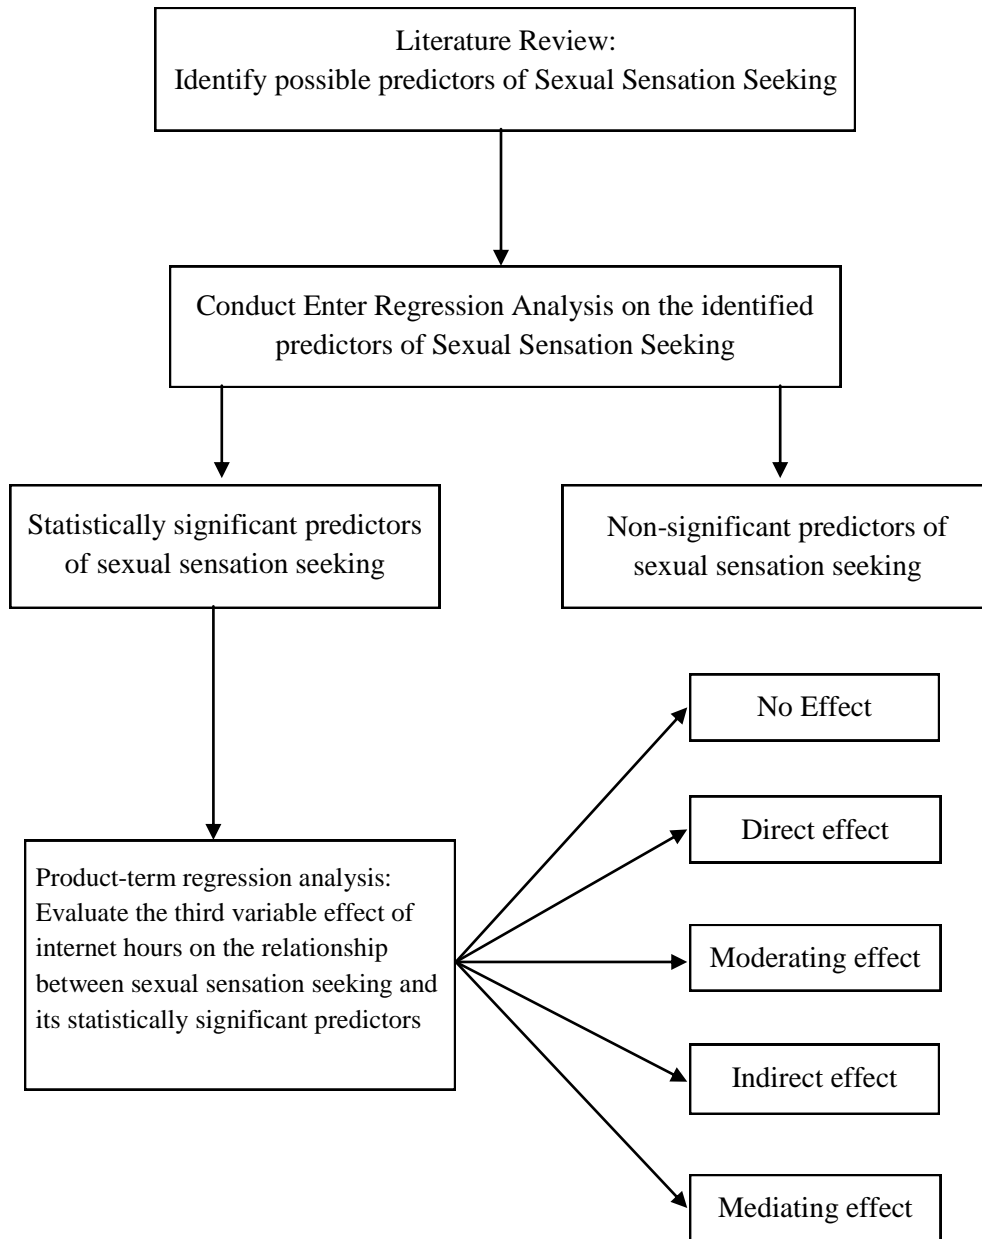 Literature Review:
Identify possible predictors of Sexual Sensation Seeking
Conduct Enter Regression Analysis on the identified
predictors of Sexual Sensation Seeking
Statistically significant predictors
of sexual sensation seeking
Non-significant predictors of
sexual sensation seeking
No Effect
Direct effect
Product-term regression analysis:
Evaluate the third variable effect of
internet hours on the relationship
between sexual sensation seeking and
its statistically significant predictors
Moderating effect
Indirect effect
Mediating effect